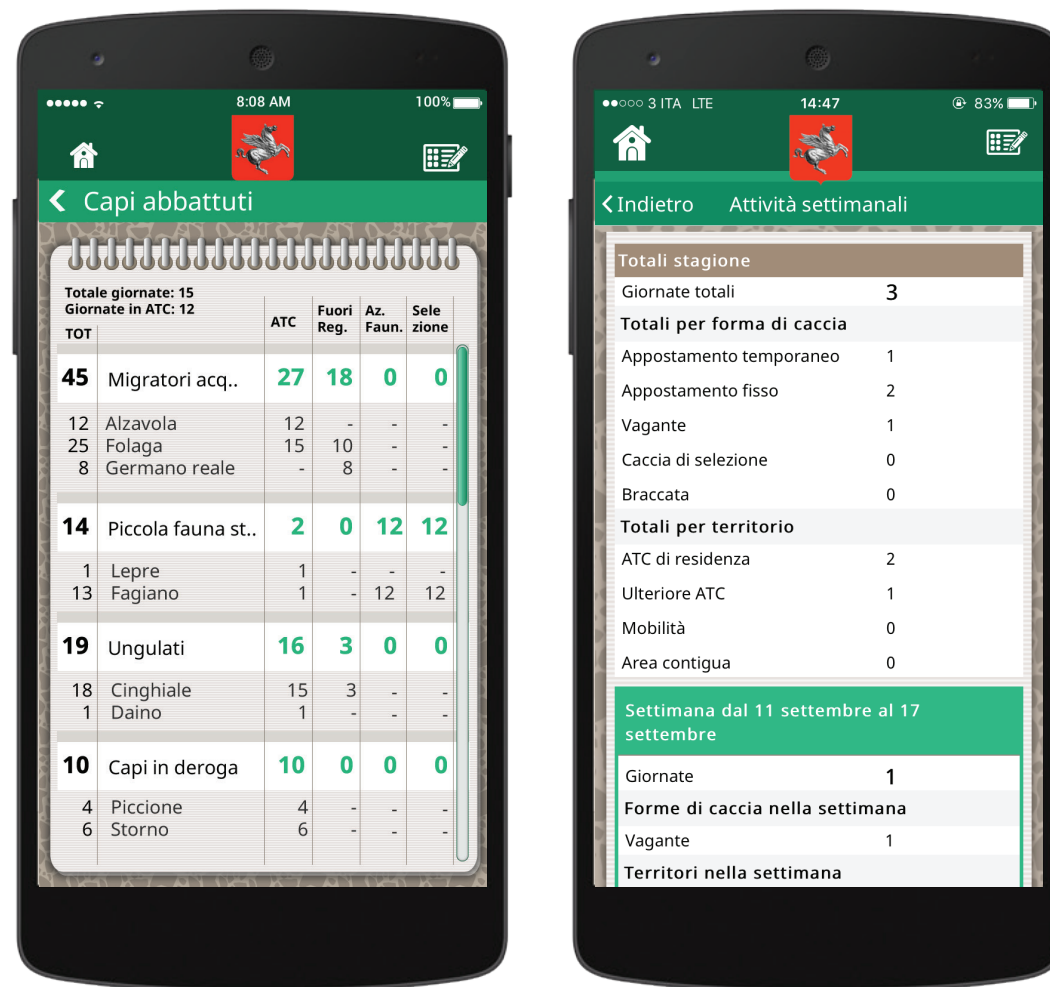 8:08 AM 100%
Capi abbattuti
Totale giornate: 15
Giornate in ATC: 12
TOT ATC Fuori Reg. Az. Faun. Sele zione
45 Migratori acq.. 27 18 0 0
12 Alzavola 12 - - -
25 Folaga 15 10 - -
8 Germano reale - 8 - -
14 Piccola fauna st.. 2 0 12 12
1 Lepre 1 - - -
13 Fagiano 1 - 12 12
19 Ungulati 16 3 0 0
18 Cinghiale 15 3 - -
1 Daino 1 - - -
10 Capi in deroga 10 0 0 0
4 Piccione 4 - - -
6 Storno 6 - - -
3 ITA LTE 14:47 83%
Indietro Attività settimanali
Totali stagione
Giornate totali 3
Totali per forma di caccia
Appostamento temporaneo 1
Appostamento fisso 2
Vagante 1
Caccia di selezione 0
Braccata 0
Totali per territorio
ATC di residenza 2
Ulteriore ATC 1
Mobilità 0
Area contigua 0
Settimana dal 11 settembre al 17
settembre
Giornate 1
Forme di caccia nella settimana
Vagante 1
Territori nella settimana